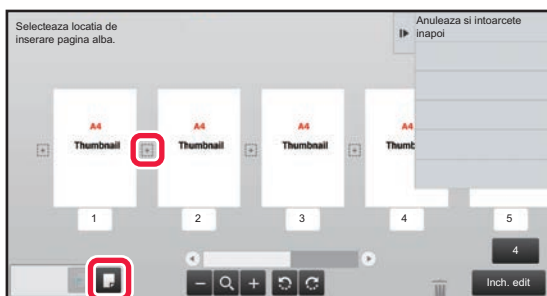 Selecteaza locatia de
inserare pagina alba.
Anuleaza si intoarcete
inapoi
A4
Thumbnail
A4
Thumbnail
A4
Thumbnail
A4
Thumb
1
2
3
4
5
4
Inch. edit